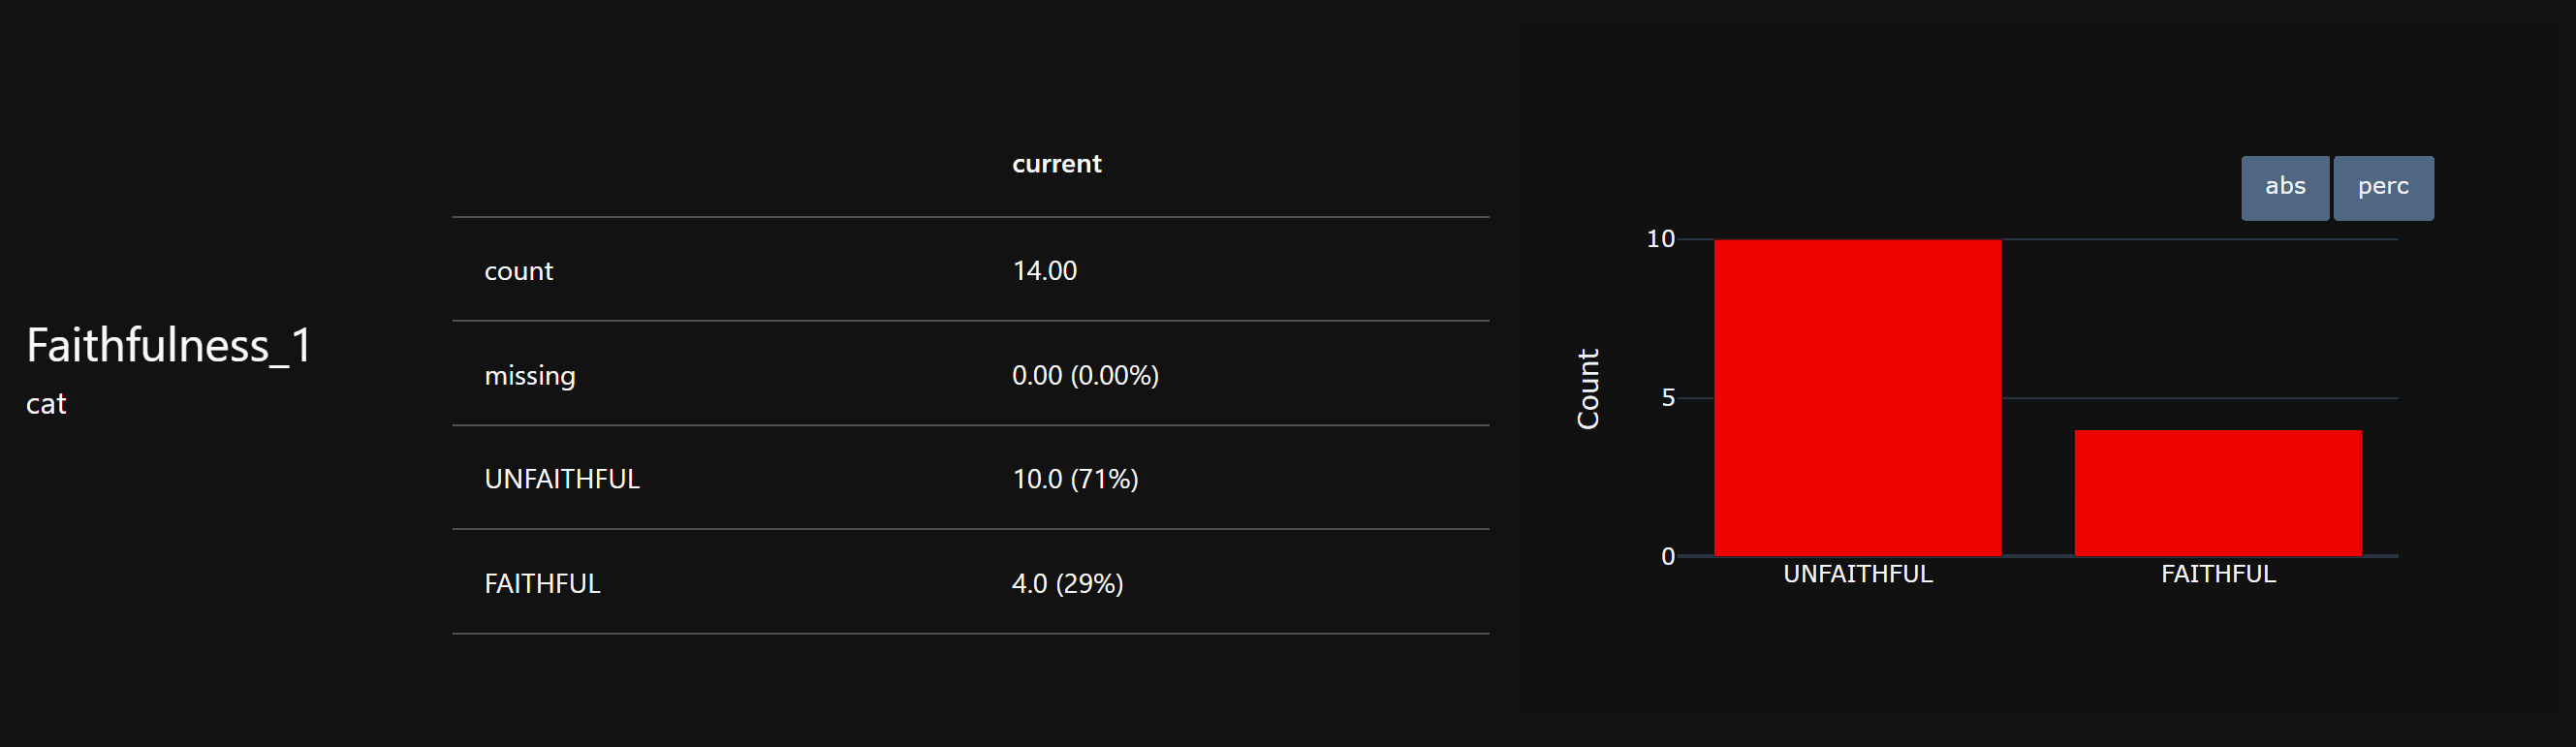 Faithfulness_1
cat
current
count 14.00
missing 0.00 (0.00%)
UNFAITHFUL 10.0 (71%)
FAITHFUL 4.0 (29%)
abs perc
Count
10
5
0
UNFAITHFUL FAITHFUL